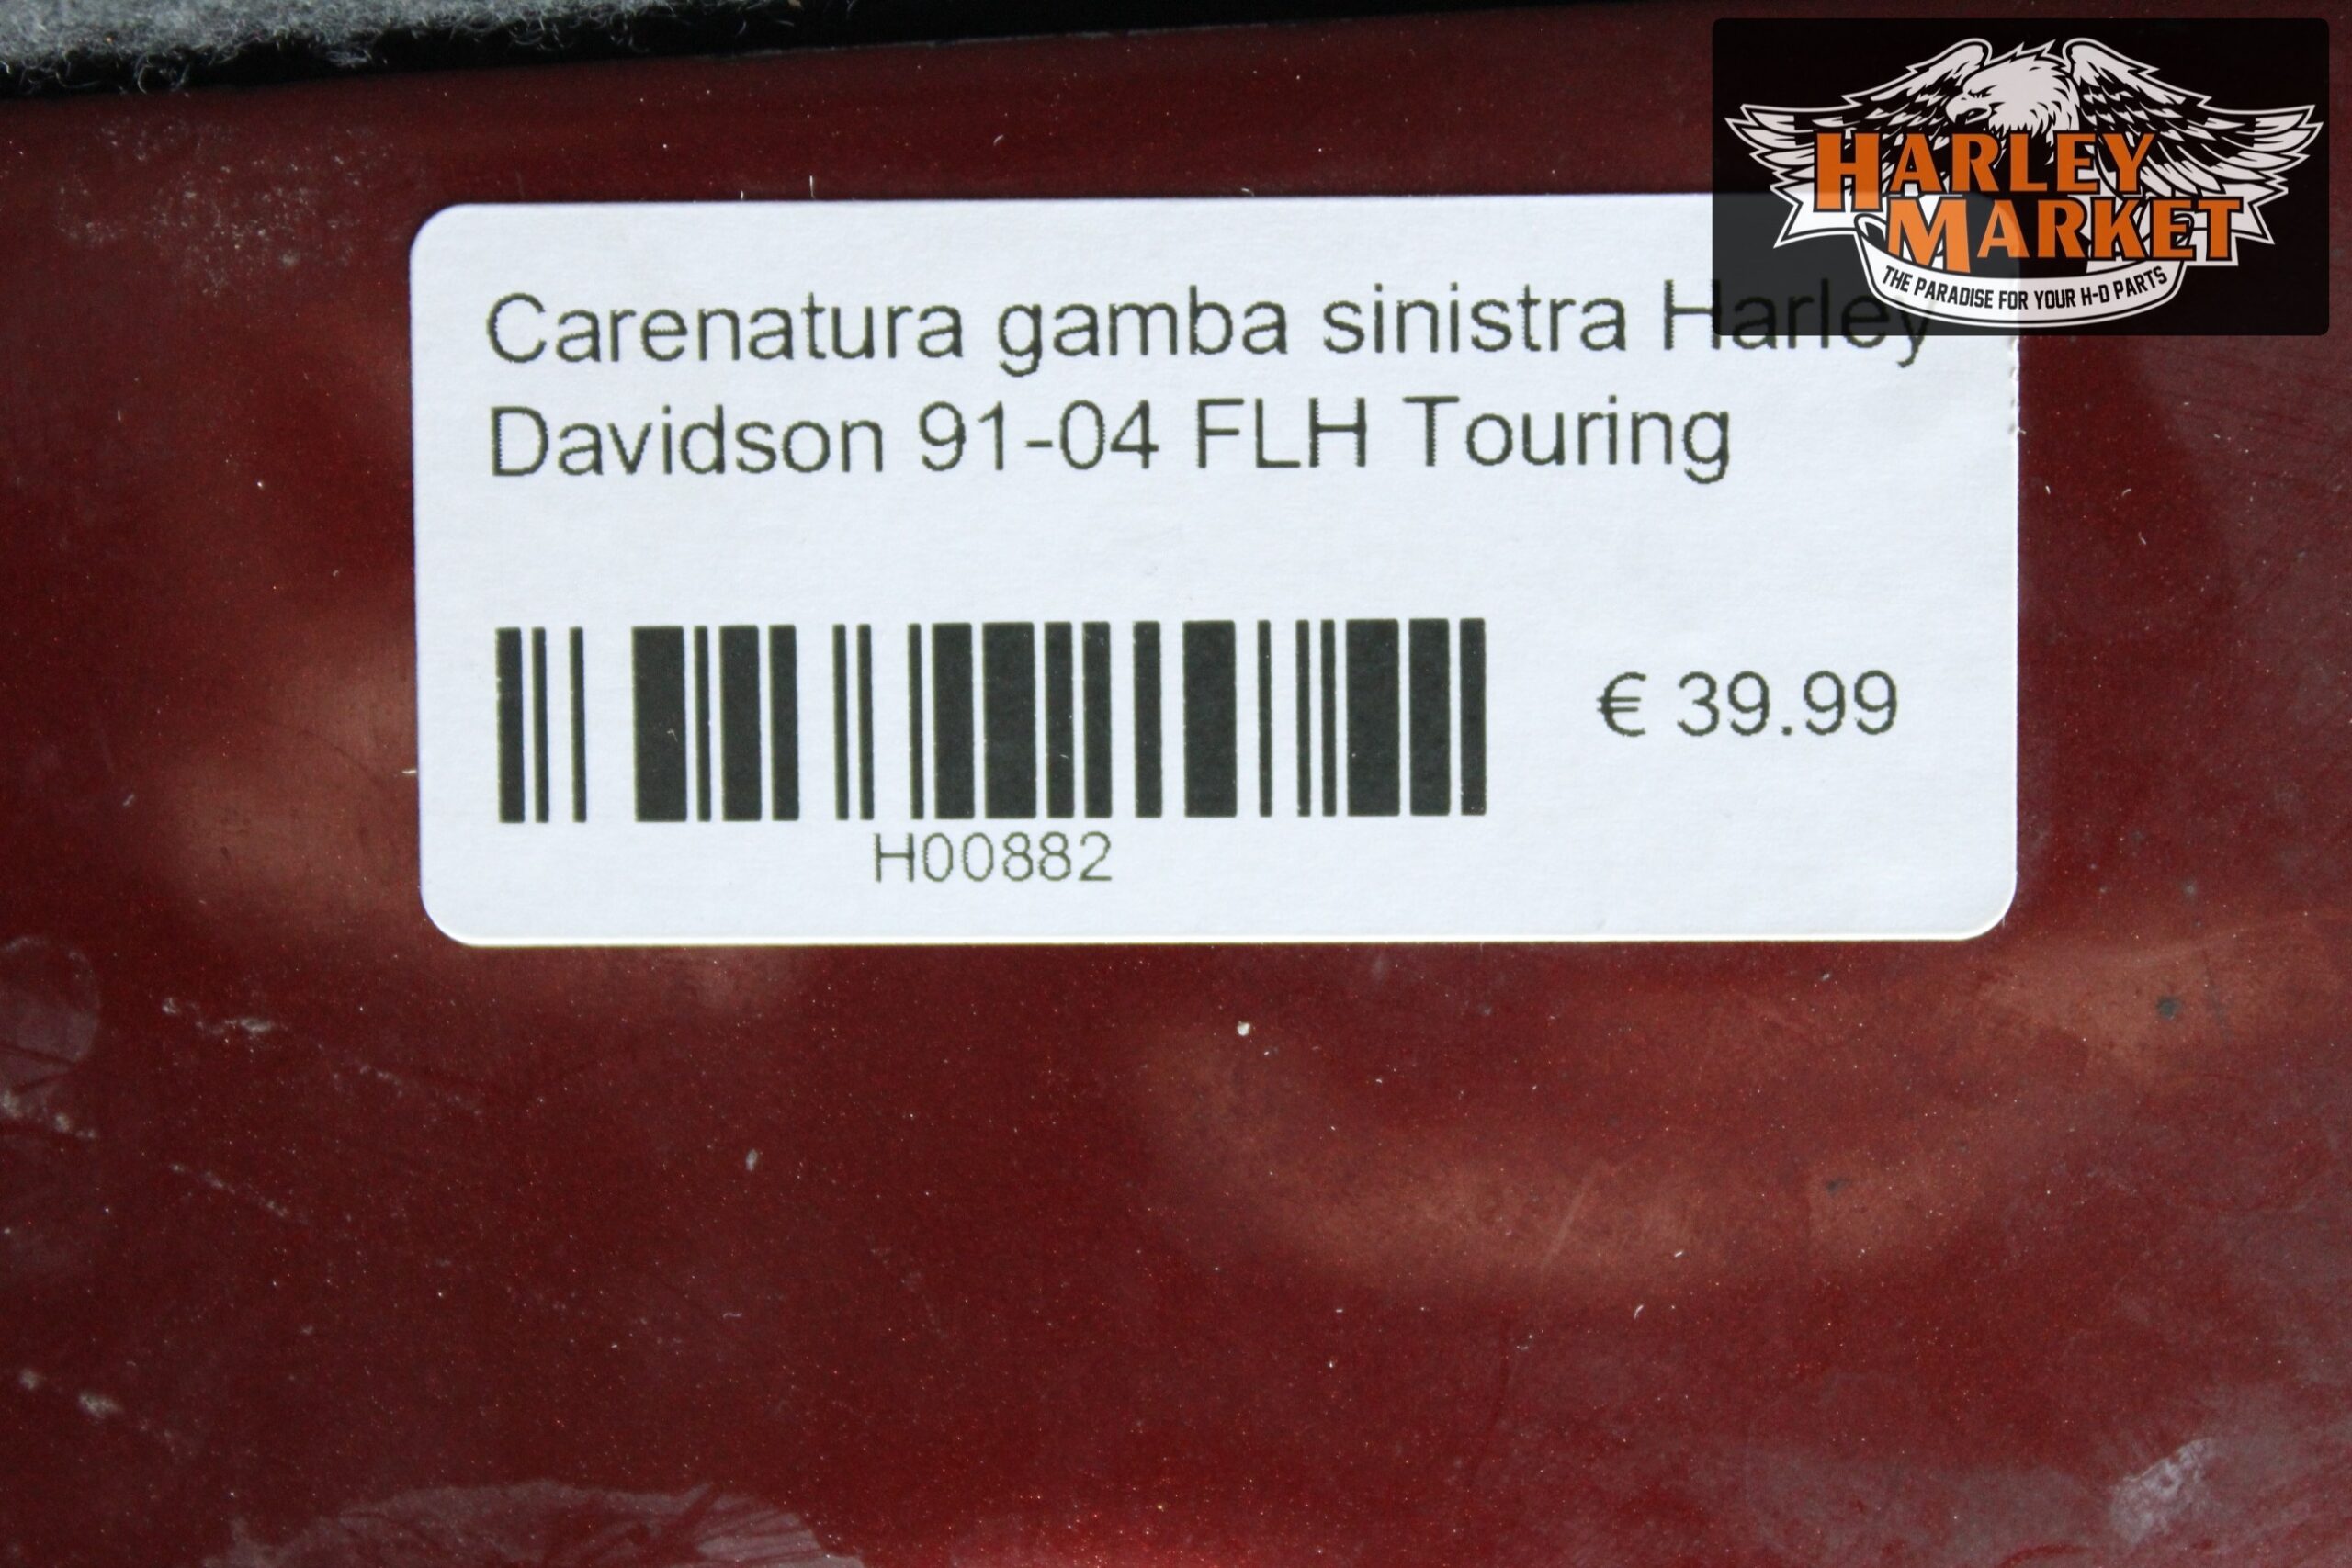 HARLEY
MARKET
THE PARADISE FOR YOUR H-D PARTS
Carenatura gamba sinistra Harley
Davidson 91-04 FLH Touring
€ 39.99
H00882